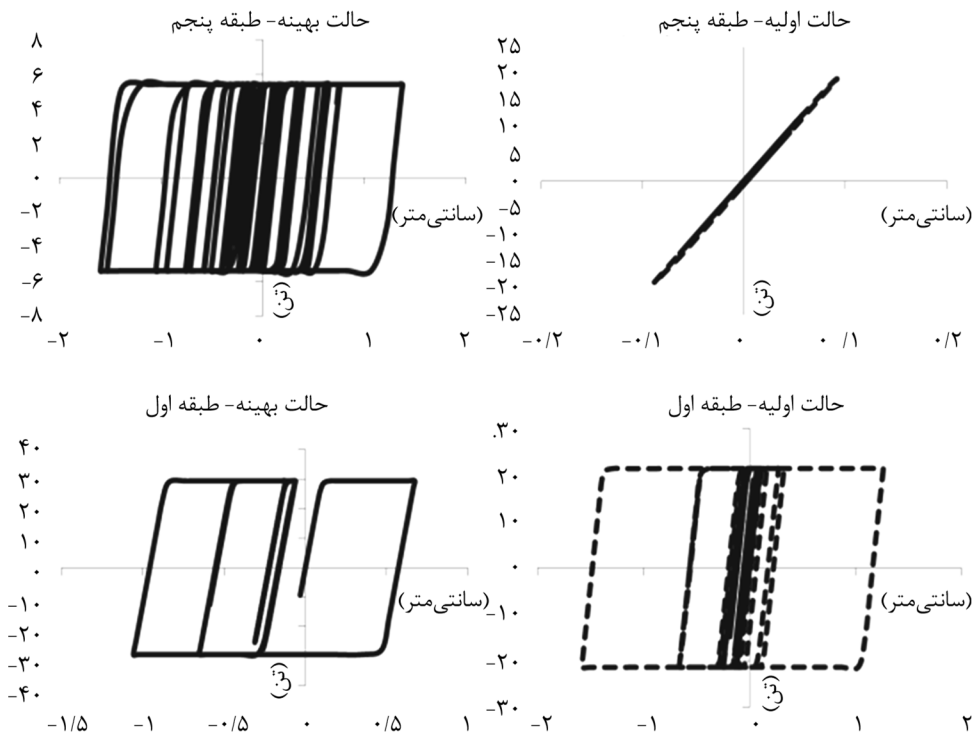 حالت اولیه- طبقه پنجم
۲۵
۲۰
۱۵
۱۰
۵
۰
-۵
-۱۰
-۱۵
-۲۰
-۲۵
(سانتی‌متر)
(تن)
-۰/۲ -۰/۱ ۰ ۰ /۱ ۰/۲
حالت بهینه- طبقه پنجم
۸
۶
۴
۲
۰
-۲
-۴
-۶
-۸
(سانتی‌متر)
(تن)
-۲ -۱ ۰ ۱ ۲
حالت اولیه- طبقه اول
.۳۰
۲۰
۱۰
۰
-۱۰
-۲۰
-۳۰
(سانتی‌متر)
(تن)
-۲ -۱ ۰ ۱ ۲
حالت بهینه- طبقه اول
۴۰
۳۰
۲۰
۱۰
۰
-۱۰
-۲۰
-۳۰
-۴۰
(سانتی‌متر)
(تن)
-۱/۵ -۱ -۰/۵ ۰ ۰/۵ ۱